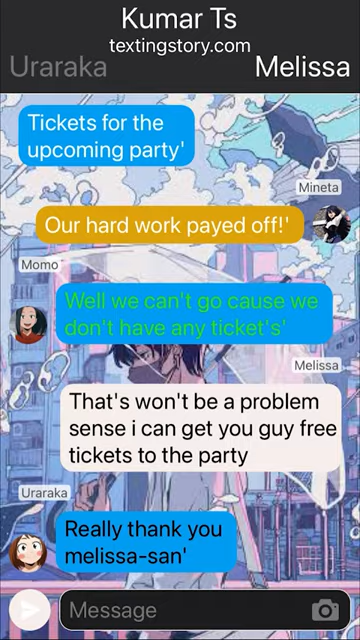 Kumar Ts
textingstory.com
Uraraka
Melissa
Tickets for the
upcoming party'
Mineta
Our hard work payed off!'
Momo
Well we can't go cause we
don't have any ticket's'
Melissa
That's won't be a problem
sense i can get you guy free
tickets to the party
Uraraka
Really thank you
melissa-san'
Message